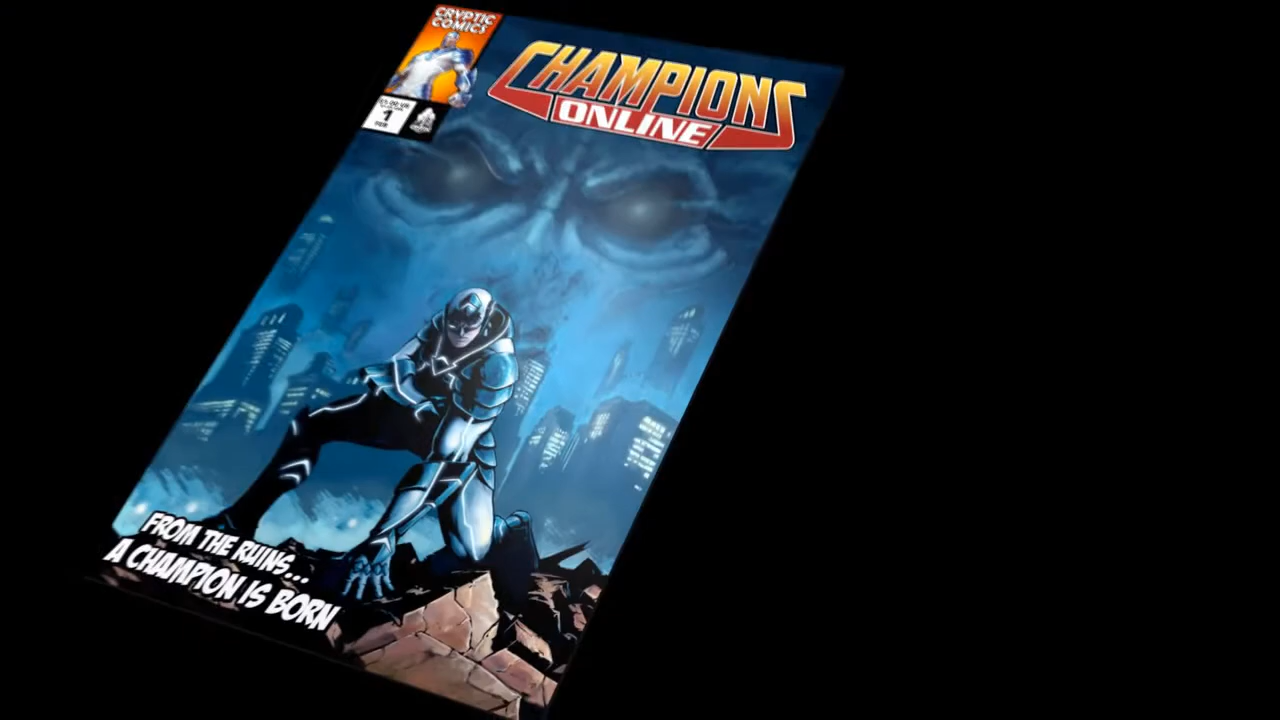 CRYPTIC
COMICS
CHAMPIONS
ONLINE
1
FROM THE RUINS...
A CHAMPION IS BORN